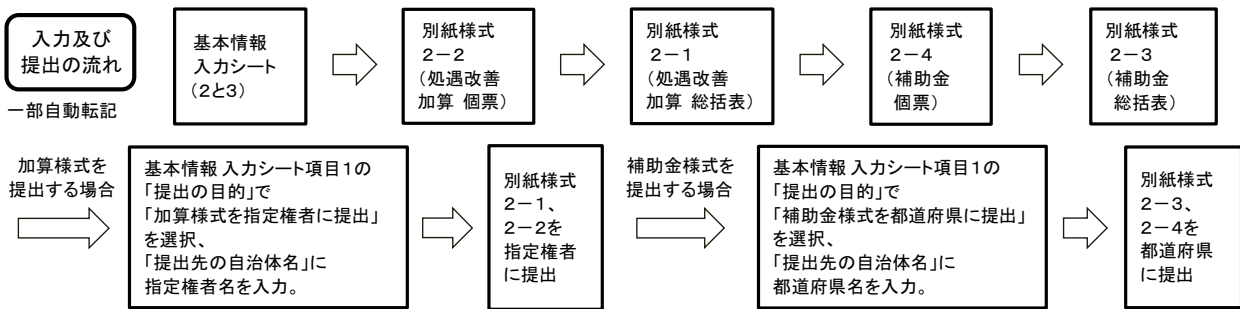 入力及び
提出の流れ
一部自動転記
基本情報
入力シート
(2と3)
別紙様式
2-2
(処遇改善
加算 個票)
別紙様式
2-1
(処遇改善
加算 総括表)
別紙様式
2-4
(補助金
個票)
別紙様式
2-3
(補助金
総括表)
加算様式を
提出する場合
基本情報 入力シート項目1の
「提出の目的」で
「加算様式を指定権者に提出」
を選択、
「提出先の自治体名」に
指定権者名を入力。
別紙様式
2-1、
2-2を
指定権者
に提出
補助金様式を
提出する場合
基本情報 入力シート項目1の
「提出の目的」で
「補助金様式を都道府県に提出」
を選択、
「提出先の自治体名」に
都道府県名を入力。
別紙様式
2-3、
2-4を
都道府県
に提出